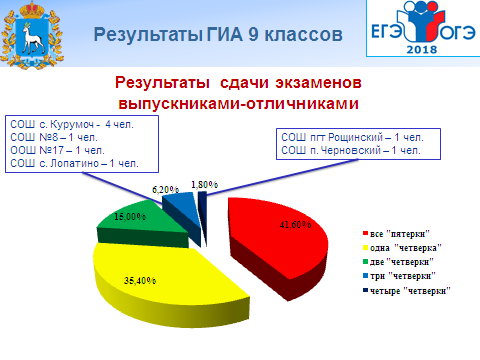 Результаты ГИА 9 классов
ЕГЭ ОГЭ
2018
Результаты сдачи экзаменов
выпускниками-отличниками
СОШ с. Курумоч - 4 чел.
СОШ №8 – 1 чел.
ООШ №17 – 1 чел.
СОШ с. Лопатино – 1 чел.
СОШ пгт Рощинский – 1 чел.
СОШ п. Черновский – 1 чел.
1,80%
6,20%
15,00%
41,60%
35,40%
все "пятерки"
одна "четверка"
две "четверки"
три "четверки"
четыре "четверки"